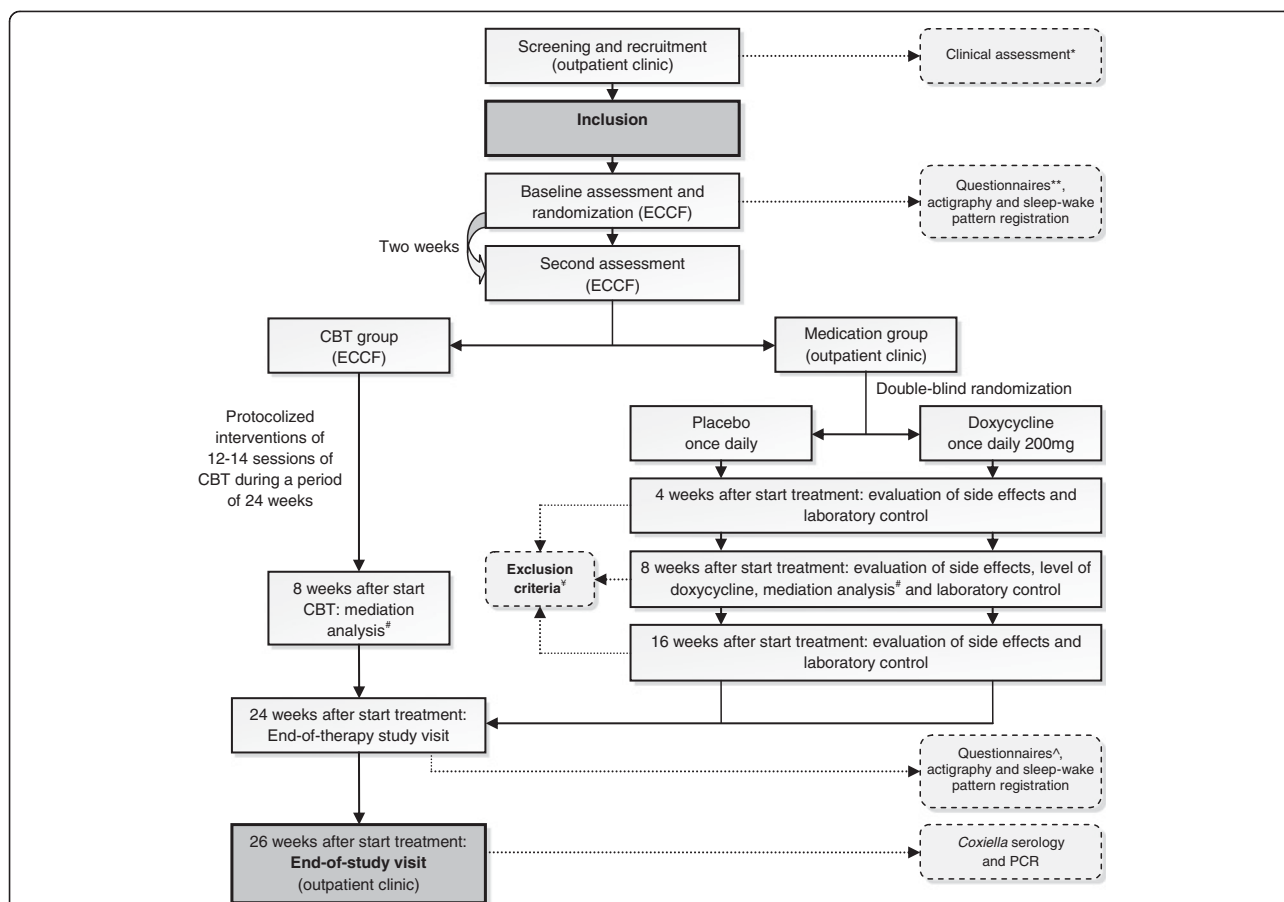 Screening and recruitment
(outpatient clinic)
Clinical assessment*
Inclusion
Baseline assessment and
randomization (ECCF)
Questionnaires**,
actigraphy and sleep-wake
pattern registration
Two weeks
Second assessment
(ECCF)
CBT group
(ECCF)
Medication group
(outpatient clinic)
Double-blind randomization
Protocolized
interventions of
12-14 sessions of
CBT during a period
of 24 weeks
Placebo
once daily
Doxycycline
once daily 200mg
4 weeks after start treatment: evaluation of side effects and
laboratory control
Exclusion
criteria¥
8 weeks after start treatment: evaluation of side effects, level of
doxycycline, mediation analysis# and laboratory control
8 weeks after start
CBT: mediation
analysis#
16 weeks after start treatment: evaluation of side effects and
laboratory control
24 weeks after start treatment:
End-of-therapy study visit
Questionnaires^,
actigraphy and sleep-wake
pattern registration
26 weeks after start treatment:
End-of-study visit
(outpatient clinic)
Coxiella serology
and PCR